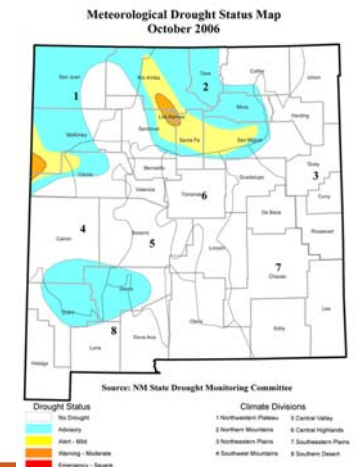 Meteorological Drought Status Map
October 2006
San Juan
Rio Arriba
Taos
Colfax
Union
1
2
Mora
Harding
Los Alamos
McKinley
Sandoval
Santa Fe
San Miguel
Quay
3
Cibola
Bernalillo
Guadalupe
Curry
Valencia
Torrance
6
De Baca
Roosevelt
4
Catron
5
Socorro
Lincoln
7
Chaves
Sierra
Grant
8
Otero
Lea
Eddy
Luna
Dona Ana
Hidalgo
Source: NM State Drought Monitoring Committee
Drought Status
No Drought
Advisory
Alert - Mild
Warning - Moderate
Emergency - Severe
Climate Divisions
1 Northwestern Plateau
2 Northern Mountains
3 Northeastern Plains
4 Southwest Mountains
5 Central Valley
6 Central Highlands
7 Southeastern Plains
8 Southern Desert